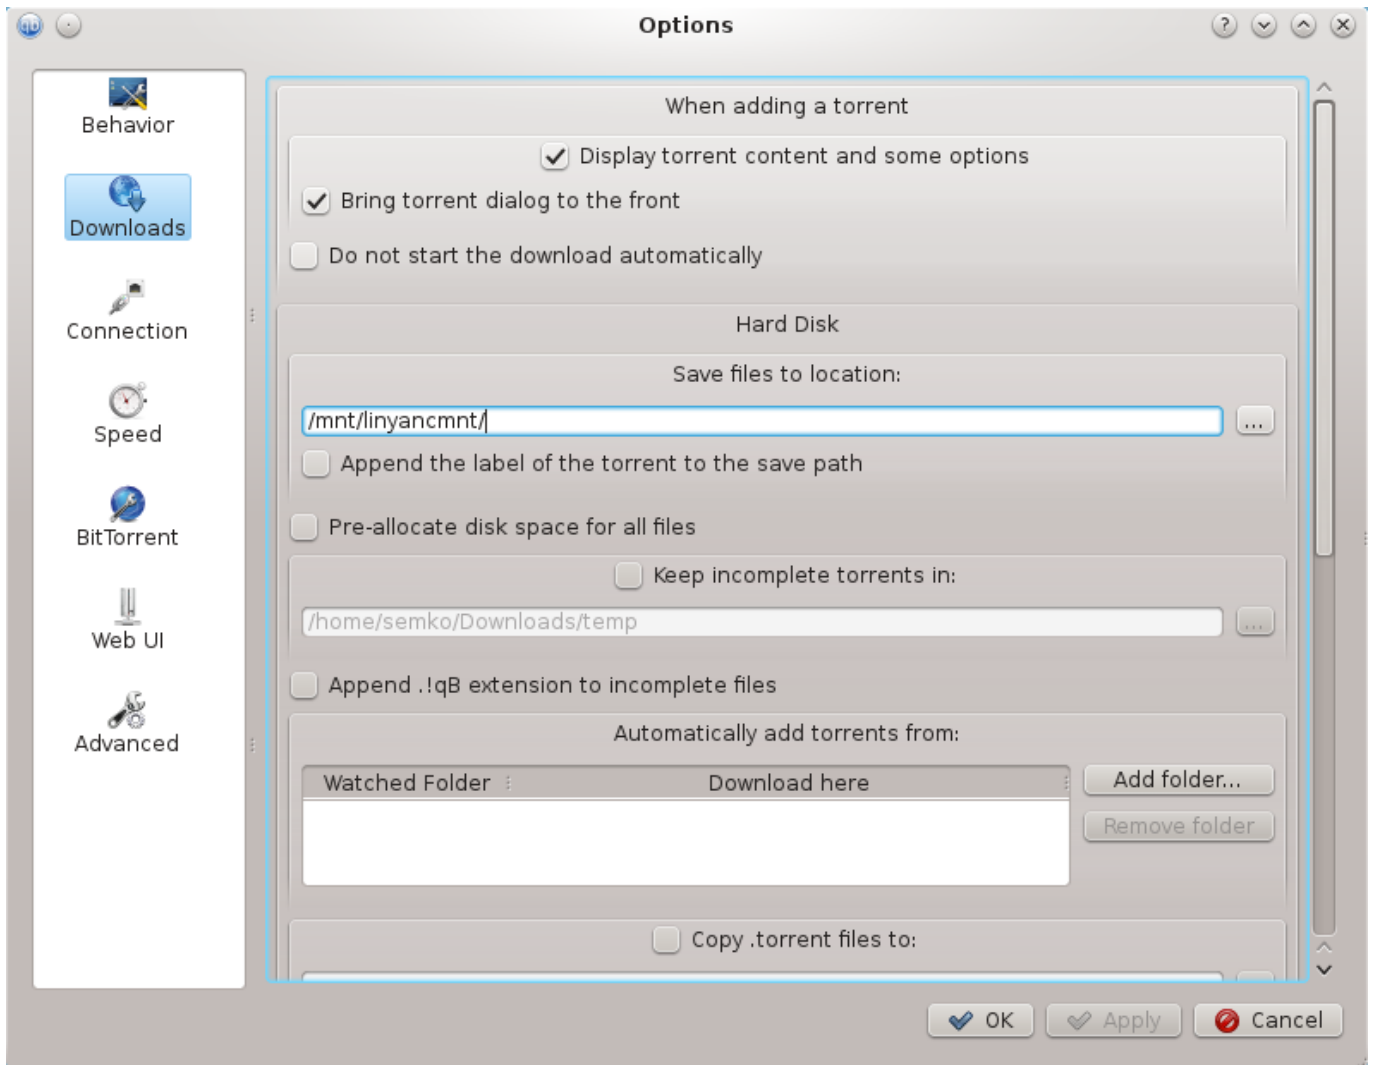 Options
Behavior
Downloads
Connection
Speed
BitTorrent
Web UI
Advanced
When adding a torrent
Display torrent content and some options
Bring torrent dialog to the front
Do not start the download automatically
Hard Disk
Save files to location:
/mnt/linyancmnt/
...
Append the label of the torrent to the save path
Pre-allocate disk space for all files
Keep incomplete torrents in:
/home/semko/Downloads/temp
...
Append .!qB extension to incomplete files
Automatically add torrents from:
Watched Folder Download here
Add folder...
Remove folder
Copy .torrent files to:
OK Apply Cancel